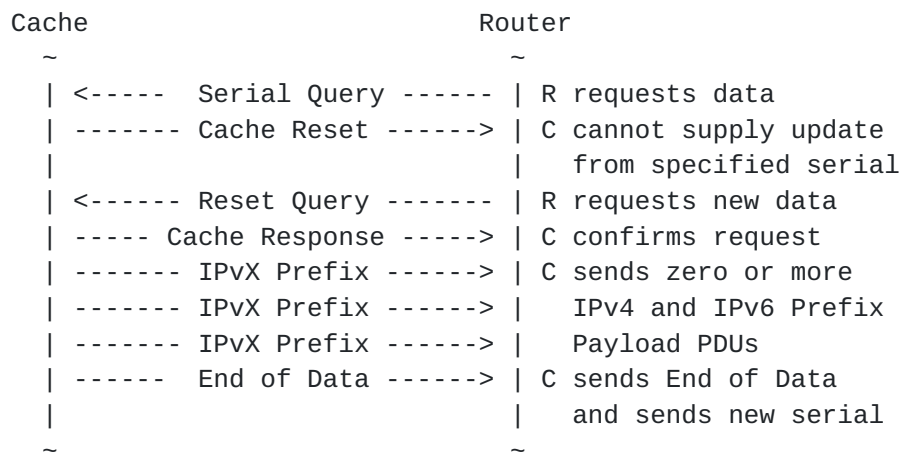 Cache                         Router
  ~                             ~
  | <-----  Serial Query ------ | R requests data
  | ------- Cache Reset ------> | C cannot supply update
  |                             |   from specified serial
  | <------ Reset Query ------- | R requests new data
  | ----- Cache Response -----> | C confirms request
  | ------- IPvX Prefix ------> | C sends zero or more
  | ------- IPvX Prefix ------> |   IPv4 and IPv6 Prefix
  | ------- IPvX Prefix ------> |   Payload PDUs
  | ------  End of Data ------> | C sends End of Data
  |                             |   and sends new serial
  ~                             ~